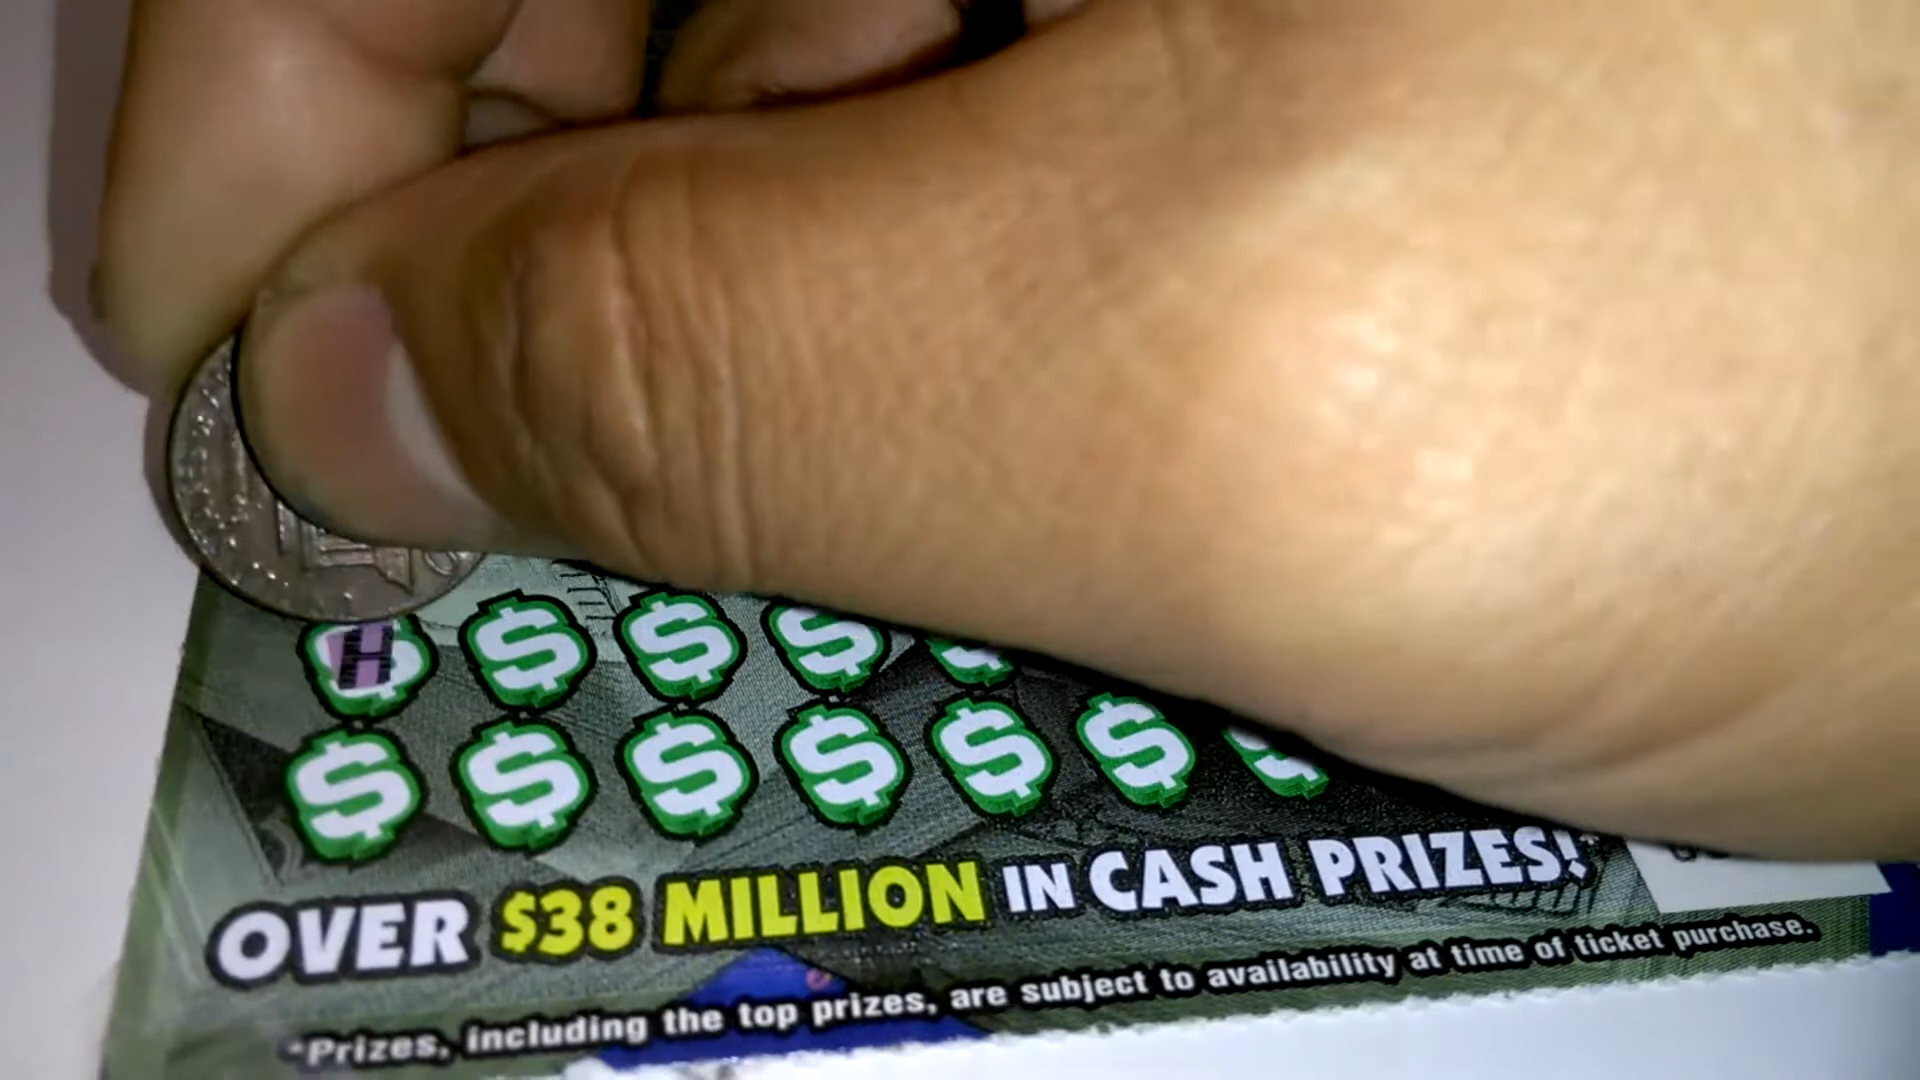 H $ $ $ $
$ $ $ $ $ $ $
OVER $38 MILLION IN CASH PRIZES!*
*Prizes, including the top prizes, are subject to availability at time of ticket purchase.